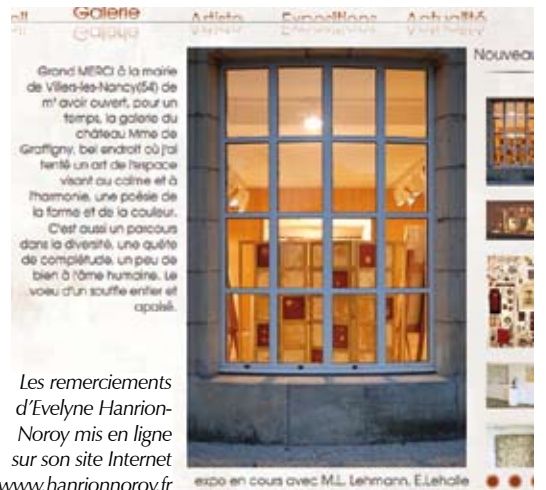 Galerie Artiste Expositions Actualité
Nouveau
Grand MERCI à la mairie
de Villers-les-Nancy(54) de
m' avoir ouvert, pour un
temps, la galerie du
château Mme de
Graffigny, bel endroit où j'ai
tenté un art de l'espace
visant au calme et à
l'harmonie, une poésie de
la forme et de la couleur.
C'est aussi un parcours
dans la diversité, une quête
de complétude, un peu de
bien à l'âme humaine. Le
voeu d'un souffle entier et
apaisé.
Les remerciements
d'Evelyne Hanrion-
Noroy mis en ligne
sur son site Internet
www.hanrionnoroy.fr
expo en cours avec M.L. Lehmann, E.Lehalle